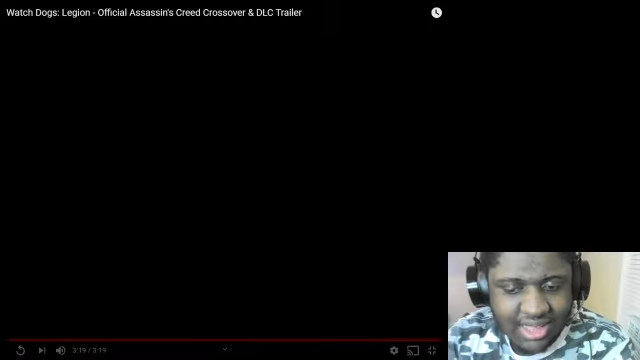 Watch Dogs: Legion - Official Assassin's Creed Crossover & DLC Trailer
3:19 / 3:19